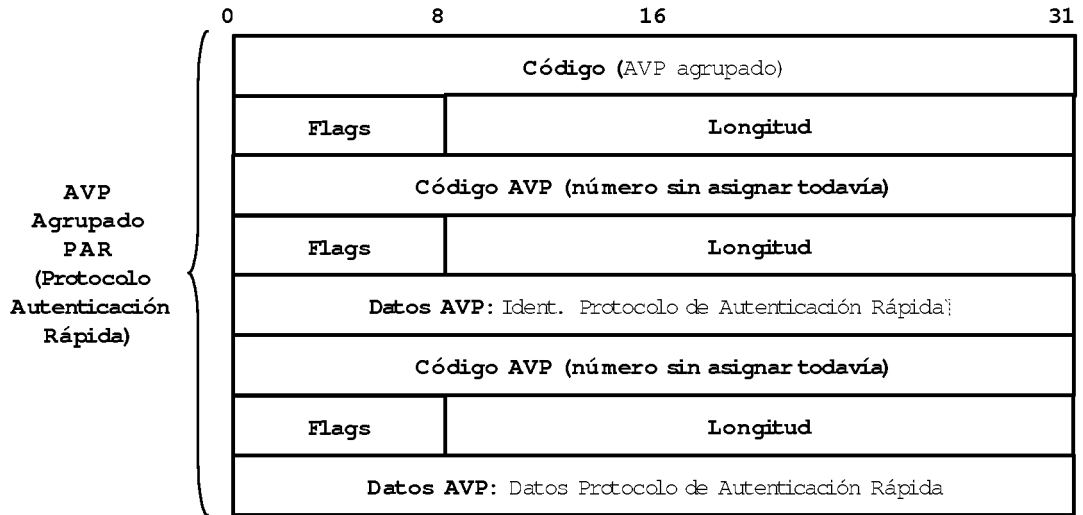 0 8 16 31
Código (AVP agrupado)
Flags Longitud
Código AVP (número sin asignar todavía)
Flags Longitud
Datos AVP: Ident. Protocolo de Autenticación Rápida
Código AVP (número sin asignar todavía)
Flags Longitud
Datos AVP: Datos Protocolo de Autenticación Rápida
AVP
Agrupado
PAR
(Protocolo
Autenticación
Rápida)